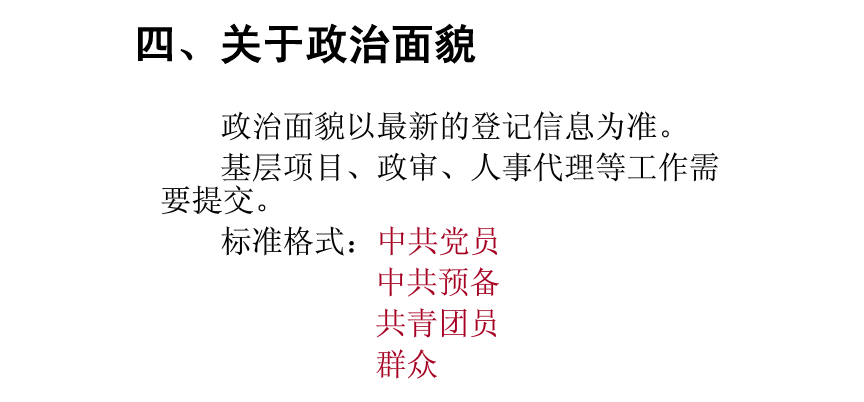 四、关于政治面貌
政治面貌以最新的登记信息为准。
基层项目、政审、人事代理等工作需
要提交。
标准格式：中共党员
中共预备
共青团员
群众